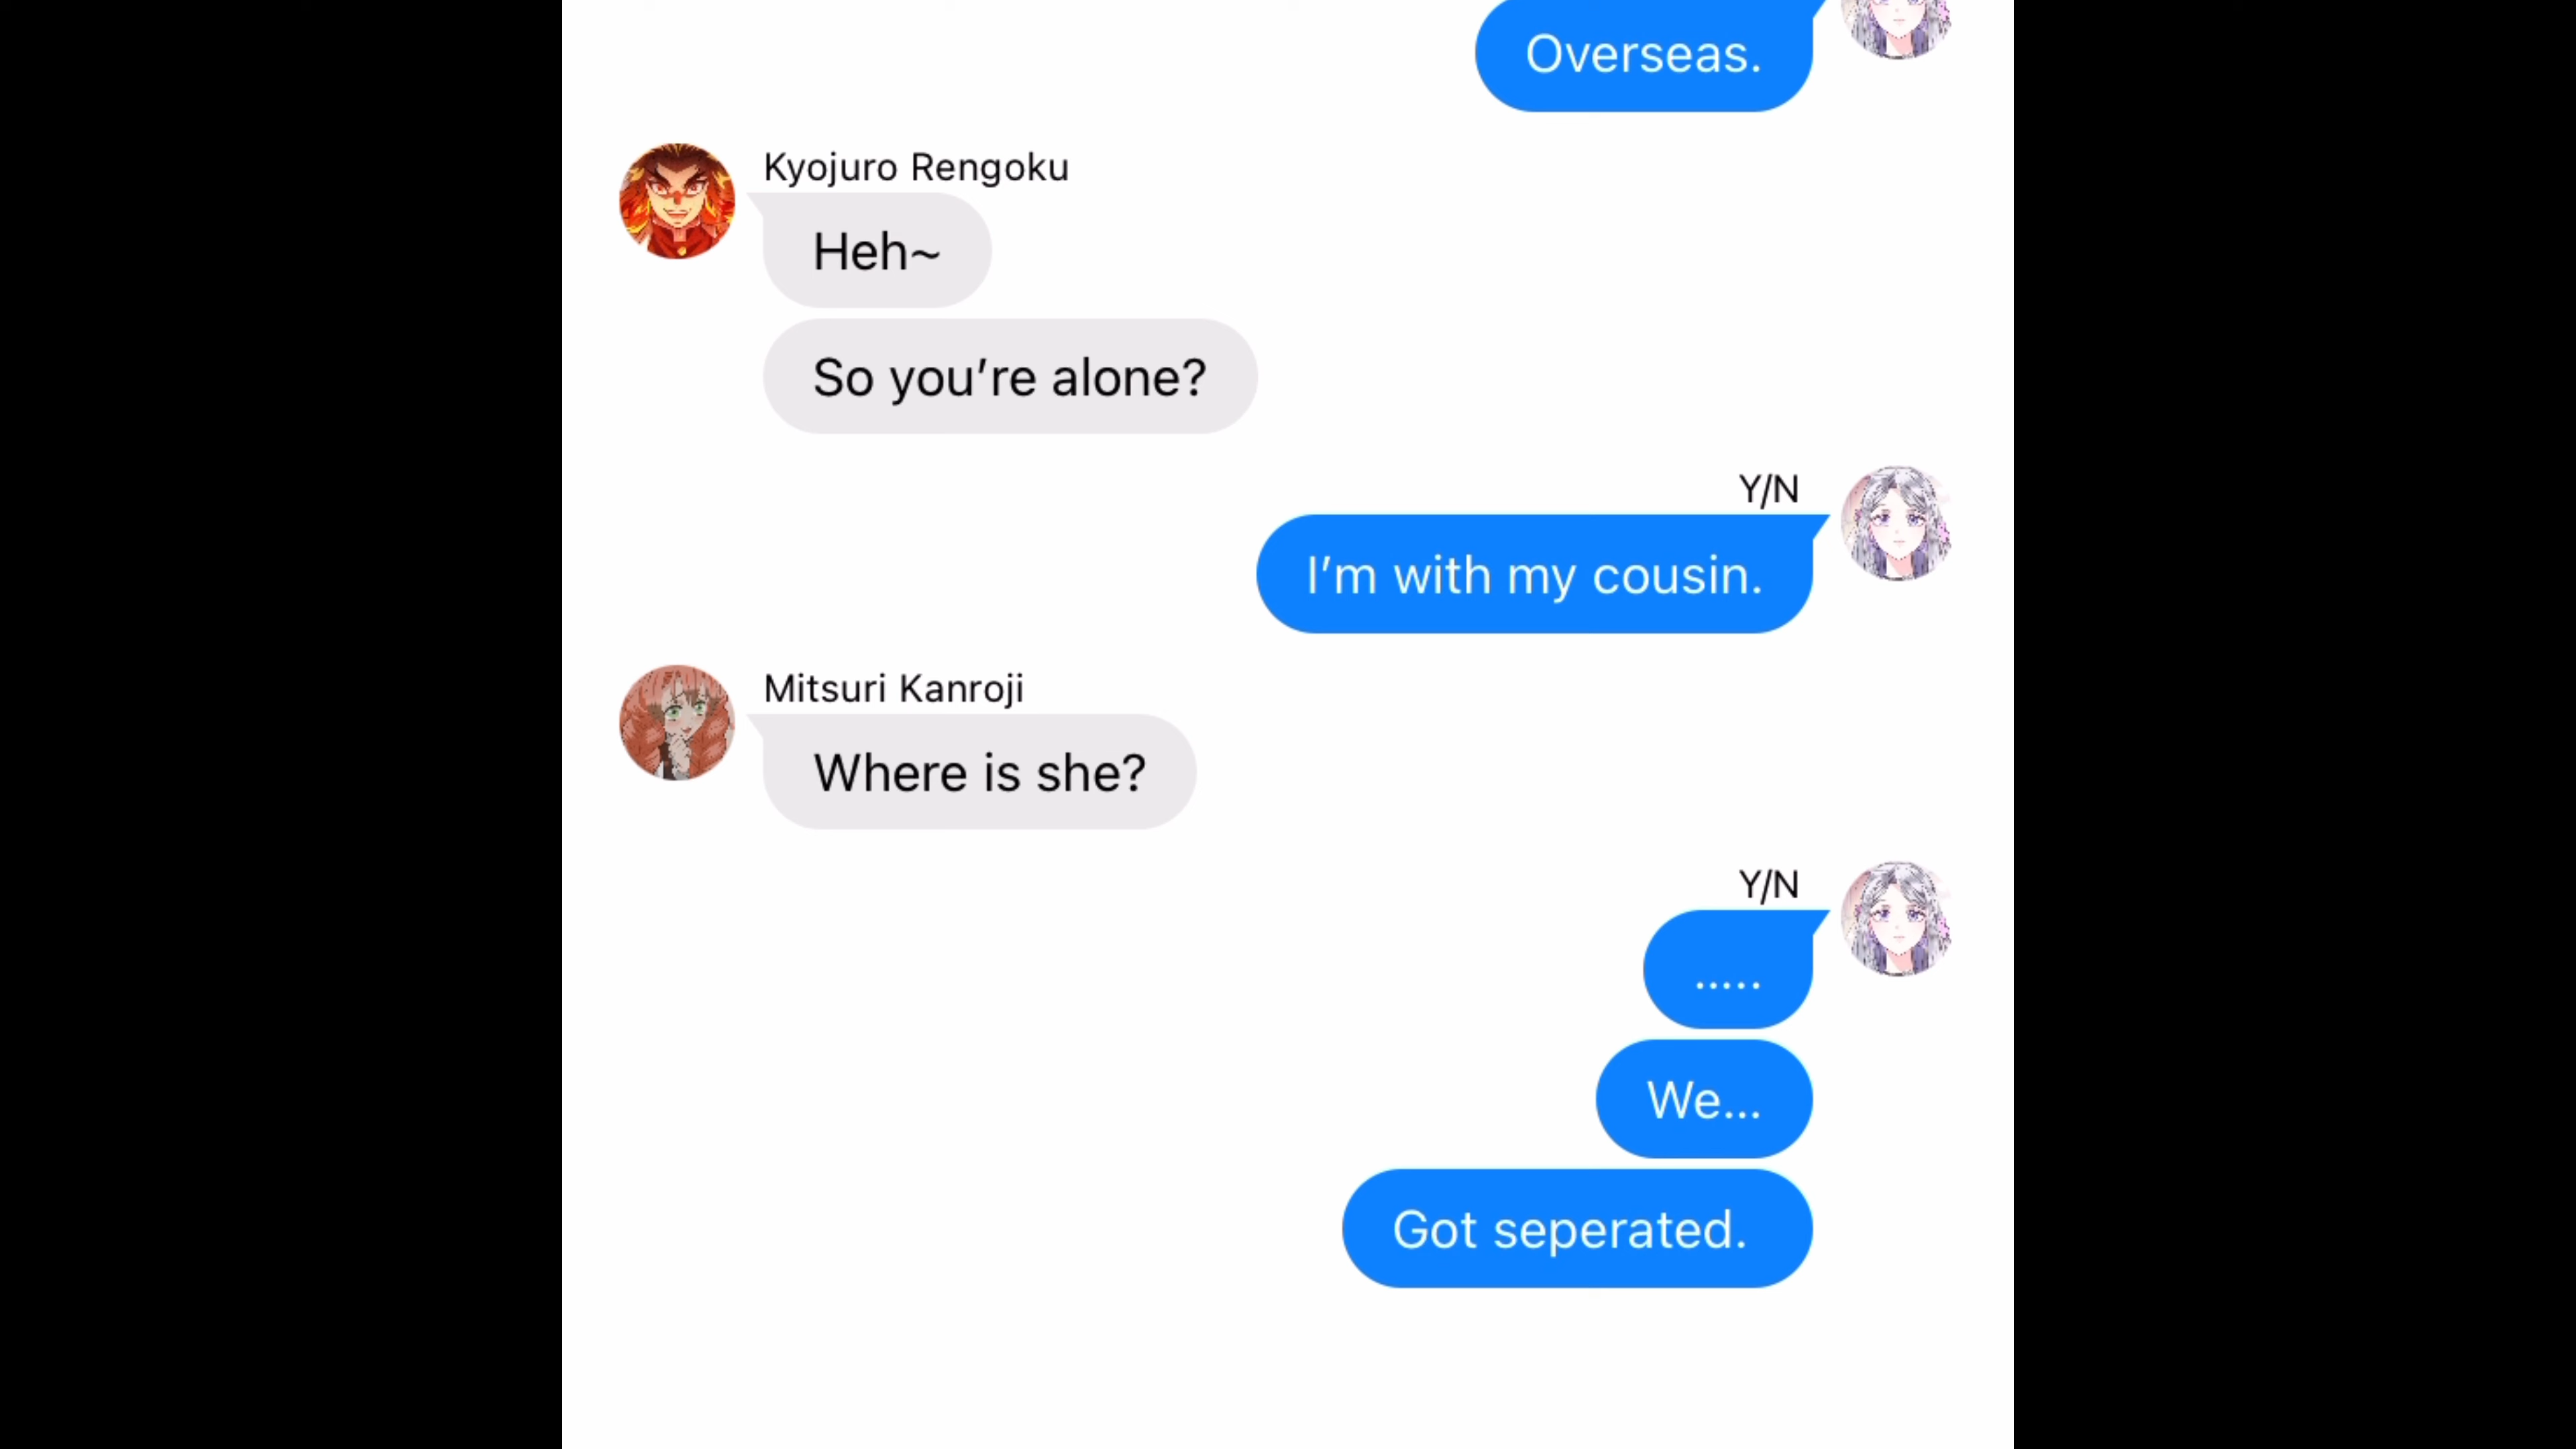 Overseas.
Kyojuro Rengoku
Heh~
So you’re alone?
Y/N
I’m with my cousin.
Mitsuri Kanroji
Where is she?
Y/N
.....
We...
Got seperated.